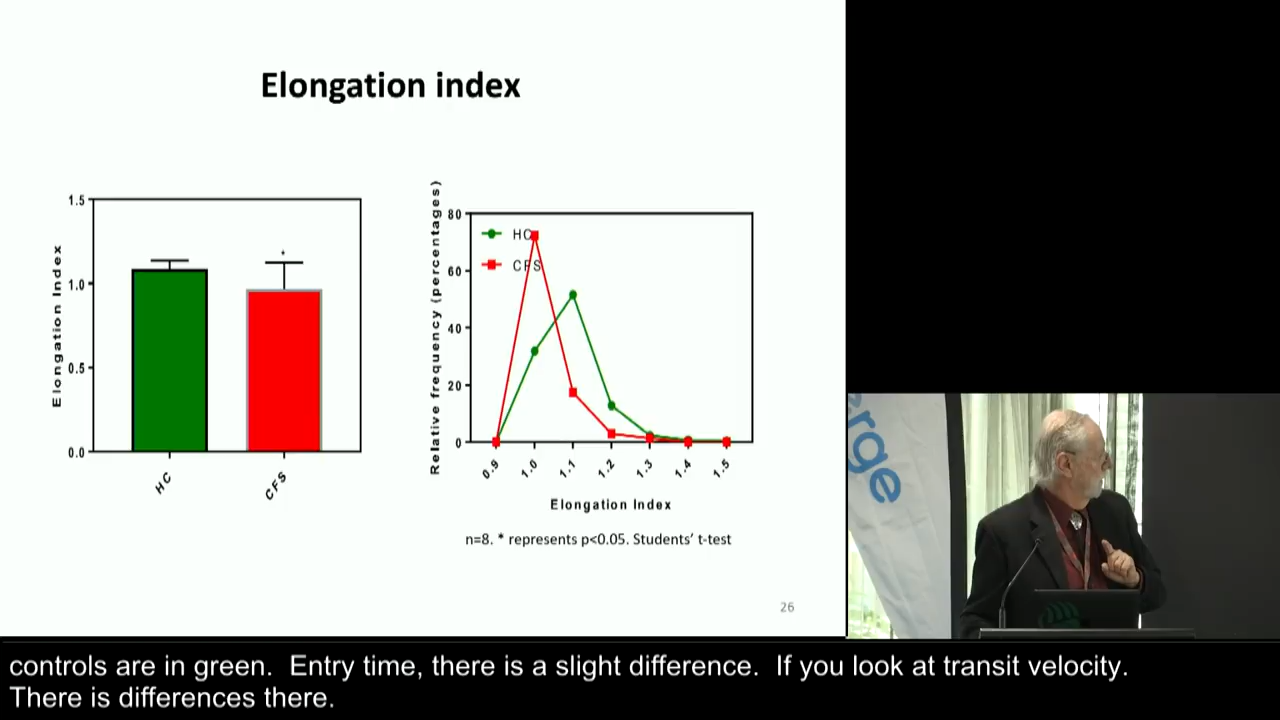 Elongation index
1.5
1.0
0.5
0.0
Elongation Index
*
HC
CFS
80
60
40
20
0
Relative frequency (percentages)
HC
CFS
0.9
1.0
1.1
1.2
1.3
1.4
1.5
Elongation Index
n=8. * represents p<0.05. Students’ t-test
26
erge
controls are in green.  Entry time, there is a slight difference.  If you look at transit velocity.
There is differences there.